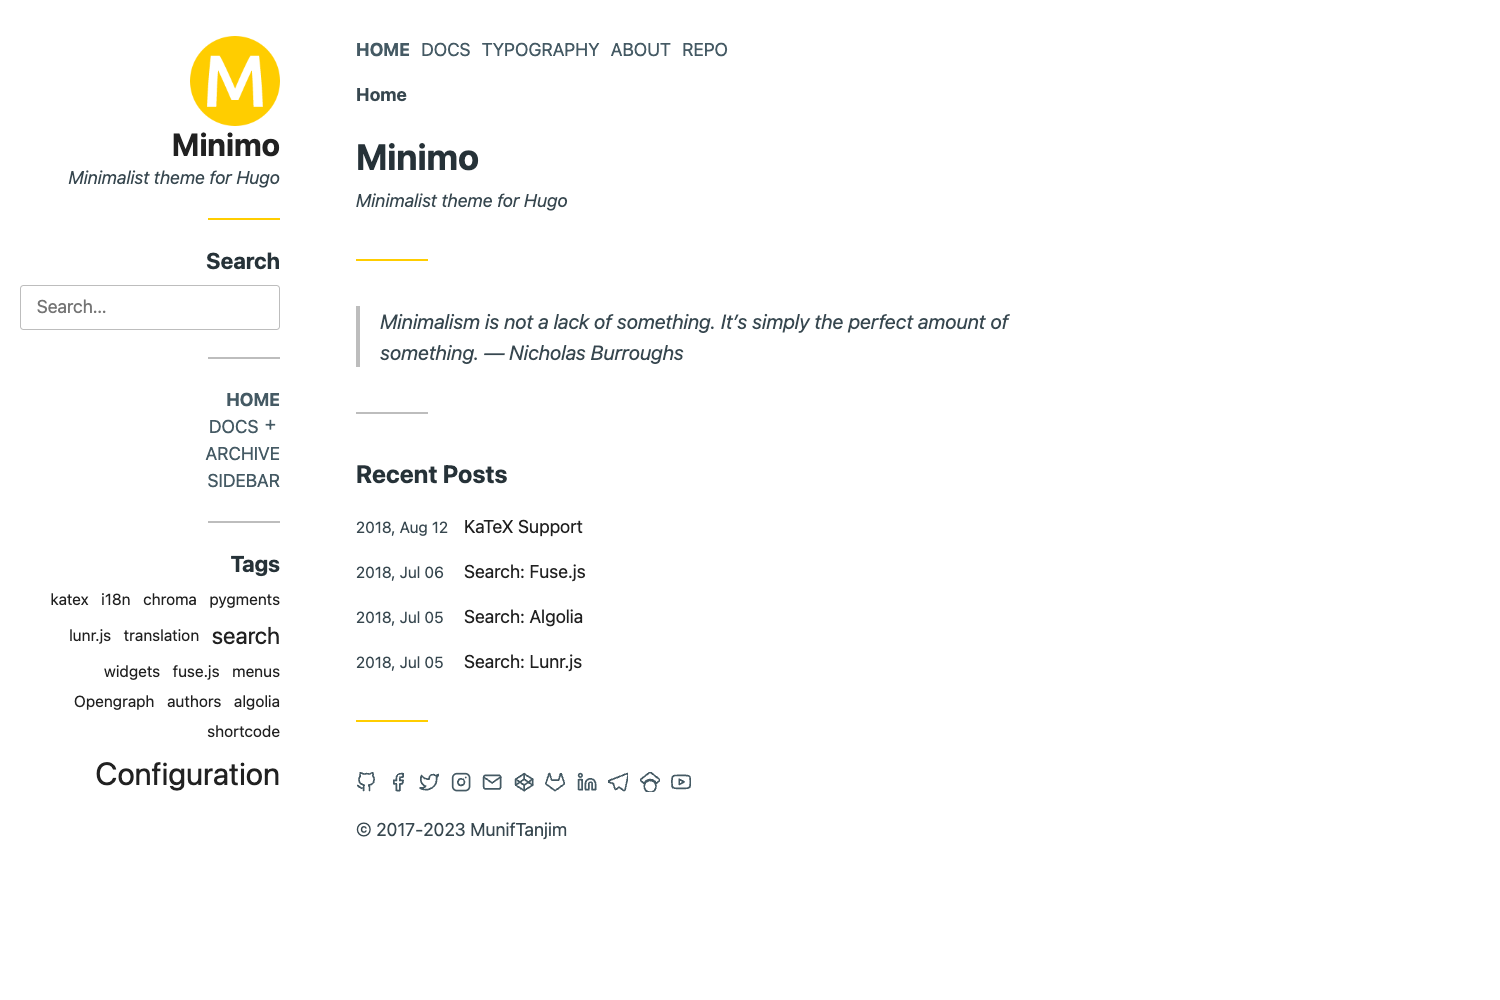 M
Minimo
Minimalist theme for Hugo
Search
Search...
HOME
DOCS +
ARCHIVE
SIDEBAR
Tags
katex i18n chroma pygments
lunr.js translation search
widgets fuse.js menus
Opengraph authors algolia
shortcode
Configuration
HOME DOCS TYPOGRAPHY ABOUT REPO
Home
Minimo
Minimalist theme for Hugo
Minimalism is not a lack of something. It’s simply the perfect amount of
something. — Nicholas Burroughs
Recent Posts
2018, Aug 12 KaTeX Support
2018, Jul 06 Search: Fuse.js
2018, Jul 05 Search: Algolia
2018, Jul 05 Search: Lunr.js
© 2017-2023 MunifTanjim